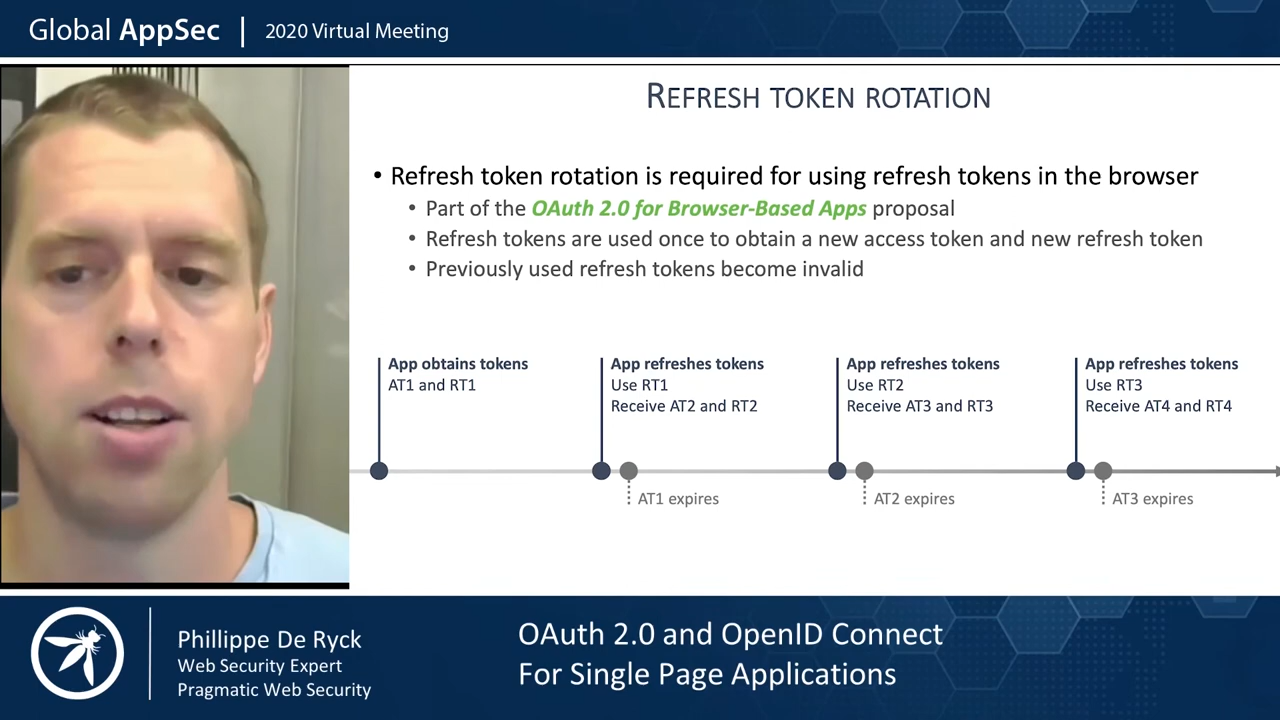 Global AppSec | 2020 Virtual Meeting
REFRESH TOKEN ROTATION
• Refresh token rotation is required for using refresh tokens in the browser
• Part of the OAuth 2.0 for Browser-Based Apps proposal
• Refresh tokens are used once to obtain a new access token and new refresh token
• Previously used refresh tokens become invalid
App obtains tokens
AT1 and RT1
App refreshes tokens
Use RT1
Receive AT2 and RT2
App refreshes tokens
Use RT2
Receive AT3 and RT3
App refreshes tokens
Use RT3
Receive AT4 and RT4
AT1 expires
AT2 expires
AT3 expires
Phillippe De Ryck
Web Security Expert
Pragmatic Web Security
OAuth 2.0 and OpenID Connect
For Single Page Applications